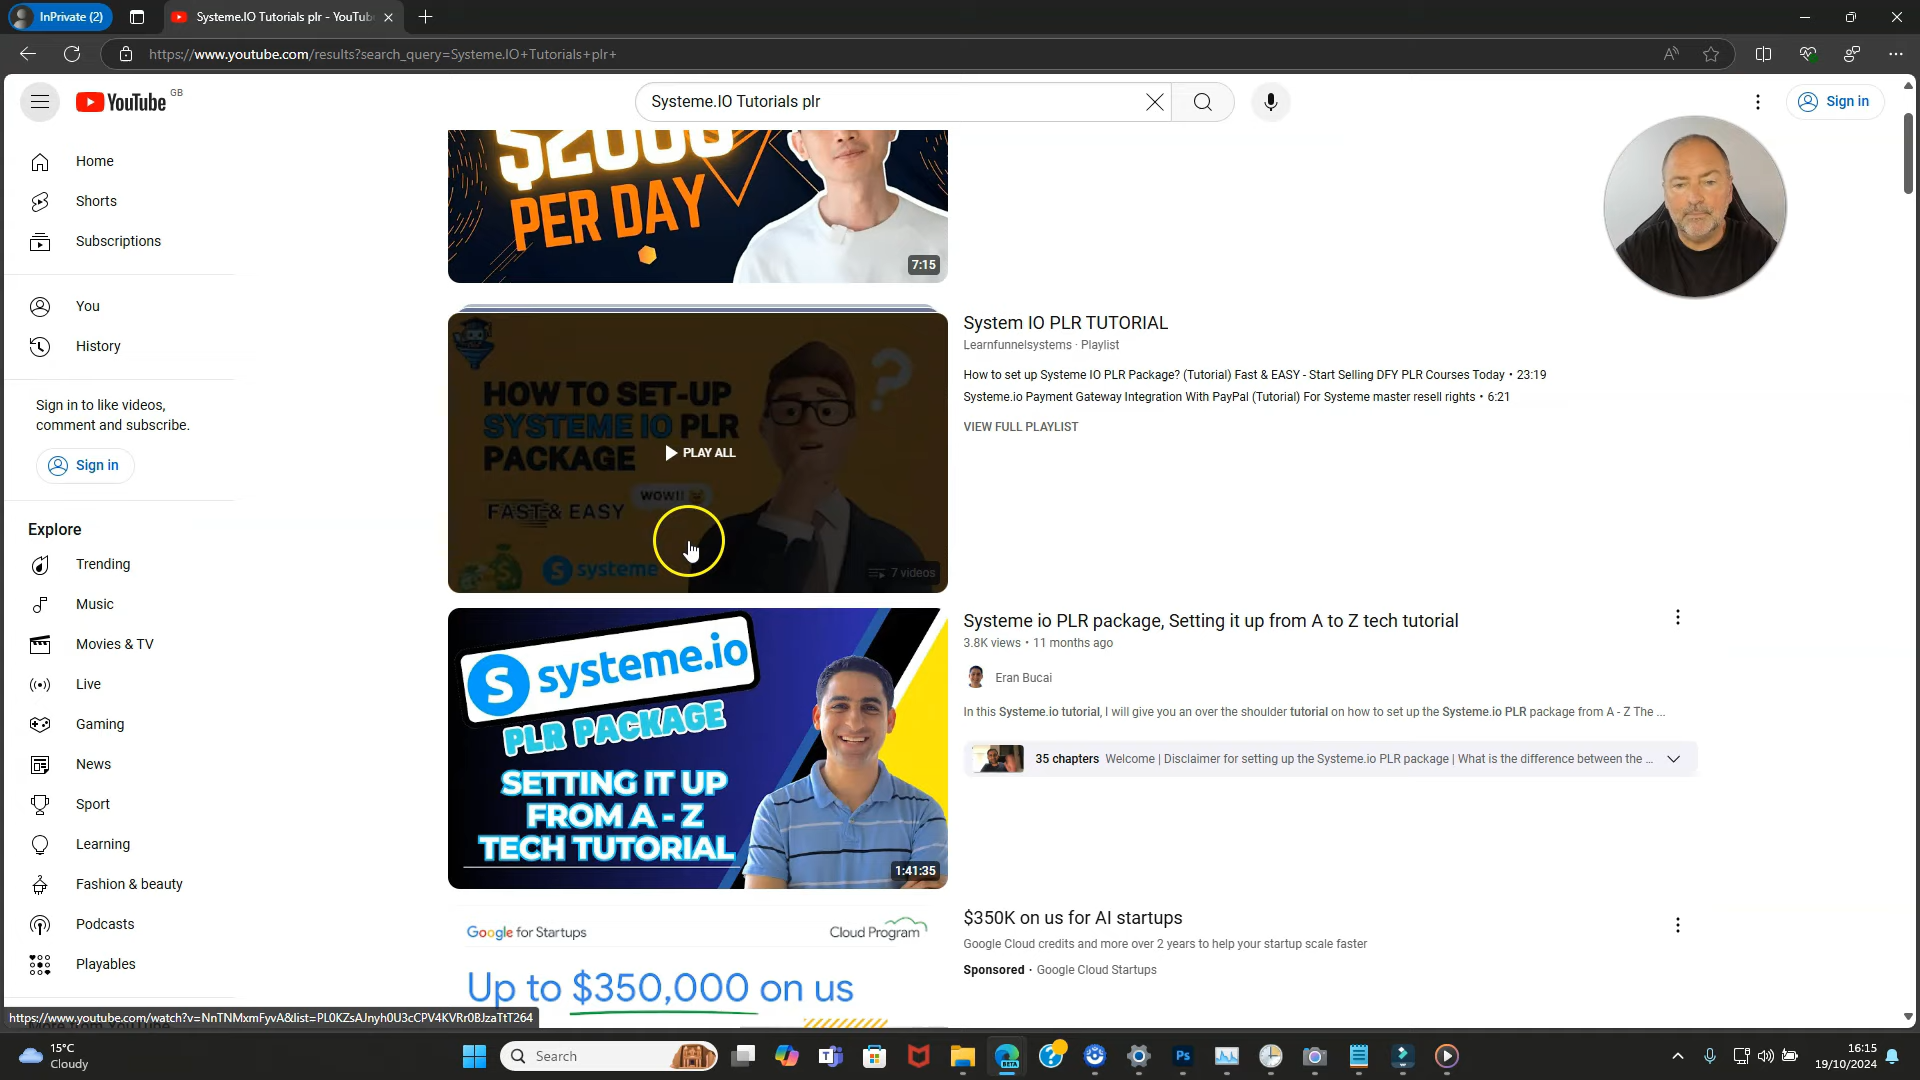 InPrivate (2)
Systeme.IO Tutorials plr - YouTub
https://www.youtube.com/results?search_query=Systeme.IO+Tutorials+plr+
YouTube GB
Systeme.IO Tutorials plr
Sign in
Home
Shorts
Subscriptions
You
History
Sign in to like videos,
comment and subscribe.
Sign in
Explore
Trending
Music
Movies & TV
Live
Gaming
News
Sport
Learning
Fashion & beauty
Podcasts
Playables
$2000
PER DAY
7:15
HOW TO SET-UP
SYSTEME IO PLR
PACKAGE
PLAY ALL
WOW!!
FAST & EASY
systeme
7 videos
System IO PLR TUTORIAL
Learnfunnelsystems · Playlist
How to set up Systeme IO PLR Package? (Tutorial) Fast & EASY - Start Selling DFY PLR Courses Today · 23:19
Systeme.io Payment Gateway Integration With PayPal (Tutorial) For Systeme master resell rights · 6:21
VIEW FULL PLAYLIST
S systeme.io
PLR PACKAGE
SETTING IT UP
FROM A - Z
TECH TUTORIAL
1:41:35
Systeme io PLR package, Setting it up from A to Z tech tutorial
3.8K views · 11 months ago
Eran Bucai
In this Systeme.io tutorial, I will give you an over the shoulder tutorial on how to set up the Systeme.io PLR package from A - Z The ...
35 chapters Welcome | Disclaimer for setting up the Systeme.io PLR package | What is the difference between the ...
Google for Startups
Cloud Program
Up to $350,000 on us
$350K on us for AI startups
Google Cloud credits and more over 2 years to help your startup scale faster
Sponsored · Google Cloud Startups
https://www.youtube.com/watch?v=NnTNMxmFyvA&list=PL0KZsAJnyh0U3cCPV4KVRr0BJzaTtT264
15°C
Cloudy
Search
BETA
Ps
16:15
19/10/2024